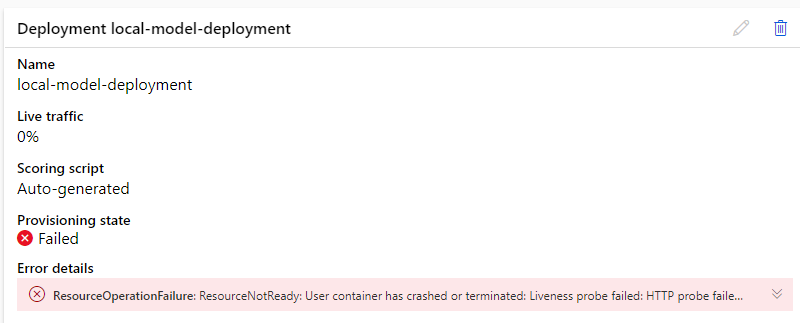 Deployment local-model-deployment
Name
local-model-deployment
Live traffic
0%
Scoring script
Auto-generated
Provisioning state
Failed
Error details
ResourceOperationFailure: ResourceNotReady: User container has crashed or terminated: Liveness probe failed: HTTP probe faile...